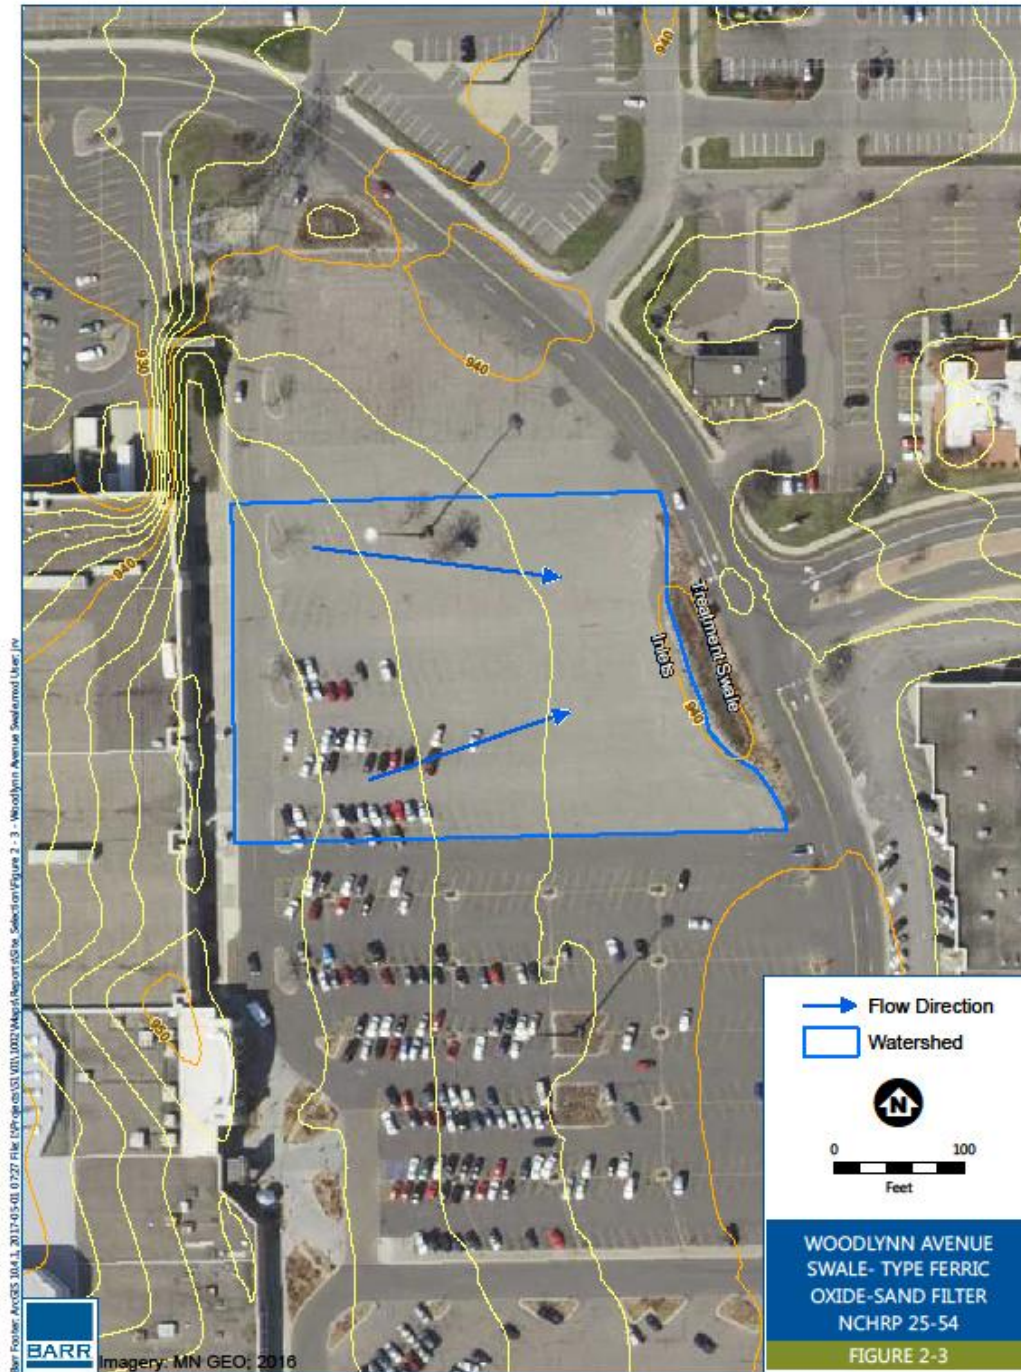 940
940
930
940
Treatment Swale
Inlets
940
940
Flow Direction
Watershed
N
0 100
Feet
WOODLYNN AVENUE
SWALE- TYPE FERRIC
OXIDE-SAND FILTER
NCHRP 25-54
FIGURE 2-3
BARR
Imagery: MN GEO; 2016